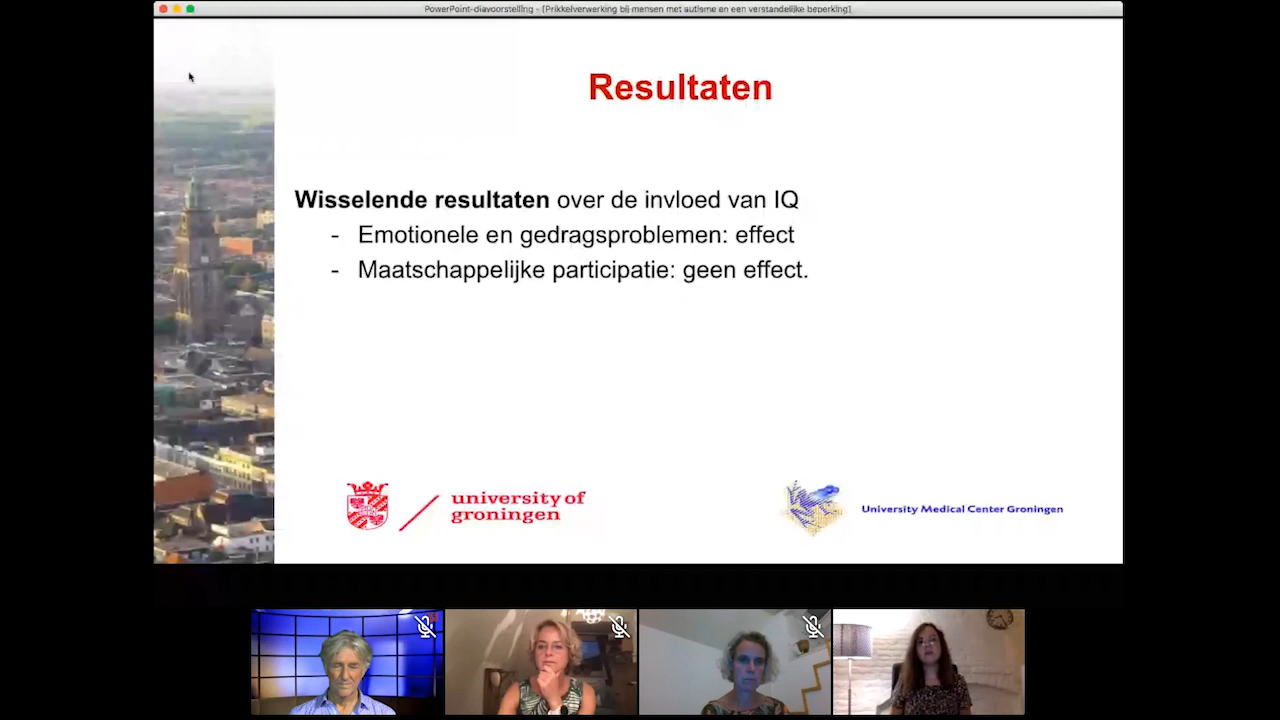 PowerPoint-diavoorstelling - [Prikkelverwerking bij mensen met autisme en een verstandelijke beperking]
Resultaten
Wisselende resultaten over de invloed van IQ
- Emotionele en gedragsproblemen: effect
- Maatschappelijke participatie: geen effect.
university of
groningen
University Medical Center Groningen